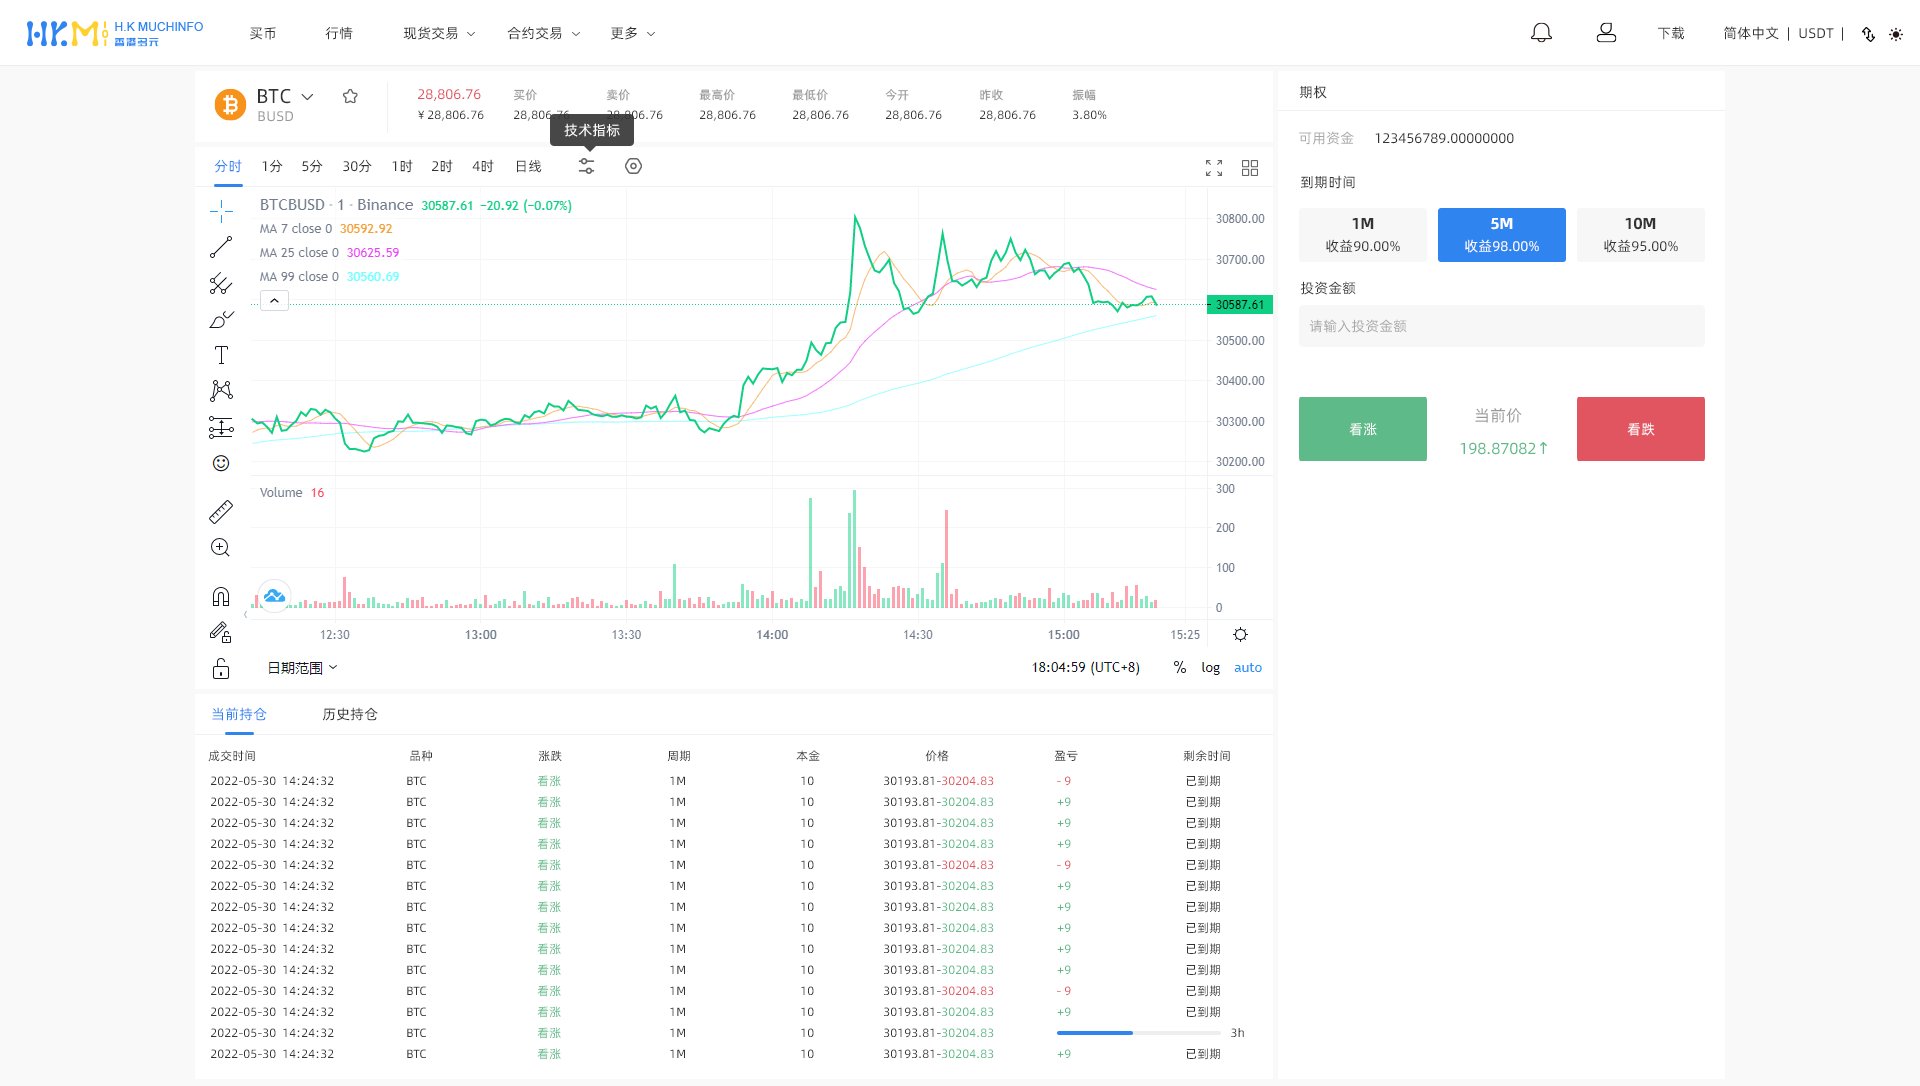 H.K MUCHINFO
香港多元
买币 行情 现货交易 合约交易 更多 下载 简体中文 | USDT |
BTC
BUSD
28,806.76 买价 卖价 最高价 最低价 今开 昨收 振幅
¥ 28,806.76 28,806.76 28,806.76 28,806.76 28,806.76 28,806.76 28,806.76 3.80%
技术指标
分时 1分 5分 30分 1时 2时 4时 日线
BTCBUSD · 1 · Binance 30587.61 −20.92 (−0.07%)
MA 7 close 0 30592.92
MA 25 close 0 30625.59
MA 99 close 0 30560.69
30800.00
30700.00
30587.61
30500.00
30400.00
30300.00
30200.00
Volume 16
300
200
100
0
12:30 13:00 13:30 14:00 14:30 15:00 15:25
日期范围 18:04:59 (UTC+8) % log auto
期权
可用资金 123456789.00000000
到期时间
1M 5M 10M
收益90.00% 收益98.00% 收益95.00%
投资金额
请输入投资金额
看涨 当前价 看跌
198.87082↑
当前持仓 历史持仓
成交时间 品种 涨跌 周期 本金 价格 盈亏 剩余时间
2022-05-30 14:24:32 BTC 看涨 1M 10 30193.81-30204.83 - 9 已到期
2022-05-30 14:24:32 BTC 看涨 1M 10 30193.81-30204.83 +9 已到期
2022-05-30 14:24:32 BTC 看涨 1M 10 30193.81-30204.83 +9 已到期
2022-05-30 14:24:32 BTC 看涨 1M 10 30193.81-30204.83 +9 已到期
2022-05-30 14:24:32 BTC 看涨 1M 10 30193.81-30204.83 - 9 已到期
2022-05-30 14:24:32 BTC 看涨 1M 10 30193.81-30204.83 +9 已到期
2022-05-30 14:24:32 BTC 看涨 1M 10 30193.81-30204.83 +9 已到期
2022-05-30 14:24:32 BTC 看涨 1M 10 30193.81-30204.83 +9 已到期
2022-05-30 14:24:32 BTC 看涨 1M 10 30193.81-30204.83 +9 已到期
2022-05-30 14:24:32 BTC 看涨 1M 10 30193.81-30204.83 +9 已到期
2022-05-30 14:24:32 BTC 看涨 1M 10 30193.81-30204.83 - 9 已到期
2022-05-30 14:24:32 BTC 看涨 1M 10 30193.81-30204.83 +9 已到期
2022-05-30 14:24:32 BTC 看涨 1M 10 30193.81-30204.83 3h
2022-05-30 14:24:32 BTC 看涨 1M 10 30193.81-30204.83 +9 已到期